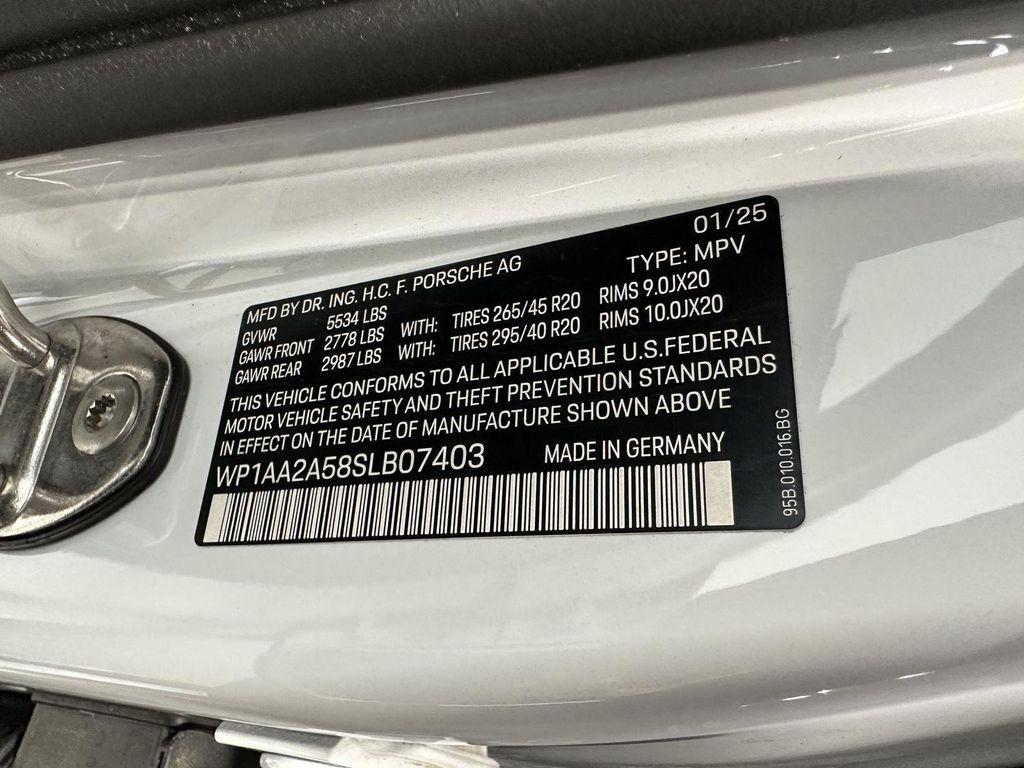 01/25
MFD BY DR. ING. H.C. F. PORSCHE AG TYPE: MPV
GVWR 5534 LBS
GAWR FRONT 2778 LBS WITH: TIRES 265/45 R20 RIMS 9.0JX20
GAWR REAR 2987 LBS WITH: TIRES 295/40 R20 RIMS 10.0JX20
THIS VEHICLE CONFORMS TO ALL APPLICABLE U.S.FEDERAL
MOTOR VEHICLE SAFETY AND THEFT PREVENTION STANDARDS
IN EFFECT ON THE DATE OF MANUFACTURE SHOWN ABOVE
WP1AA2A58SLB07403 MADE IN GERMANY
95B.010.016.BG